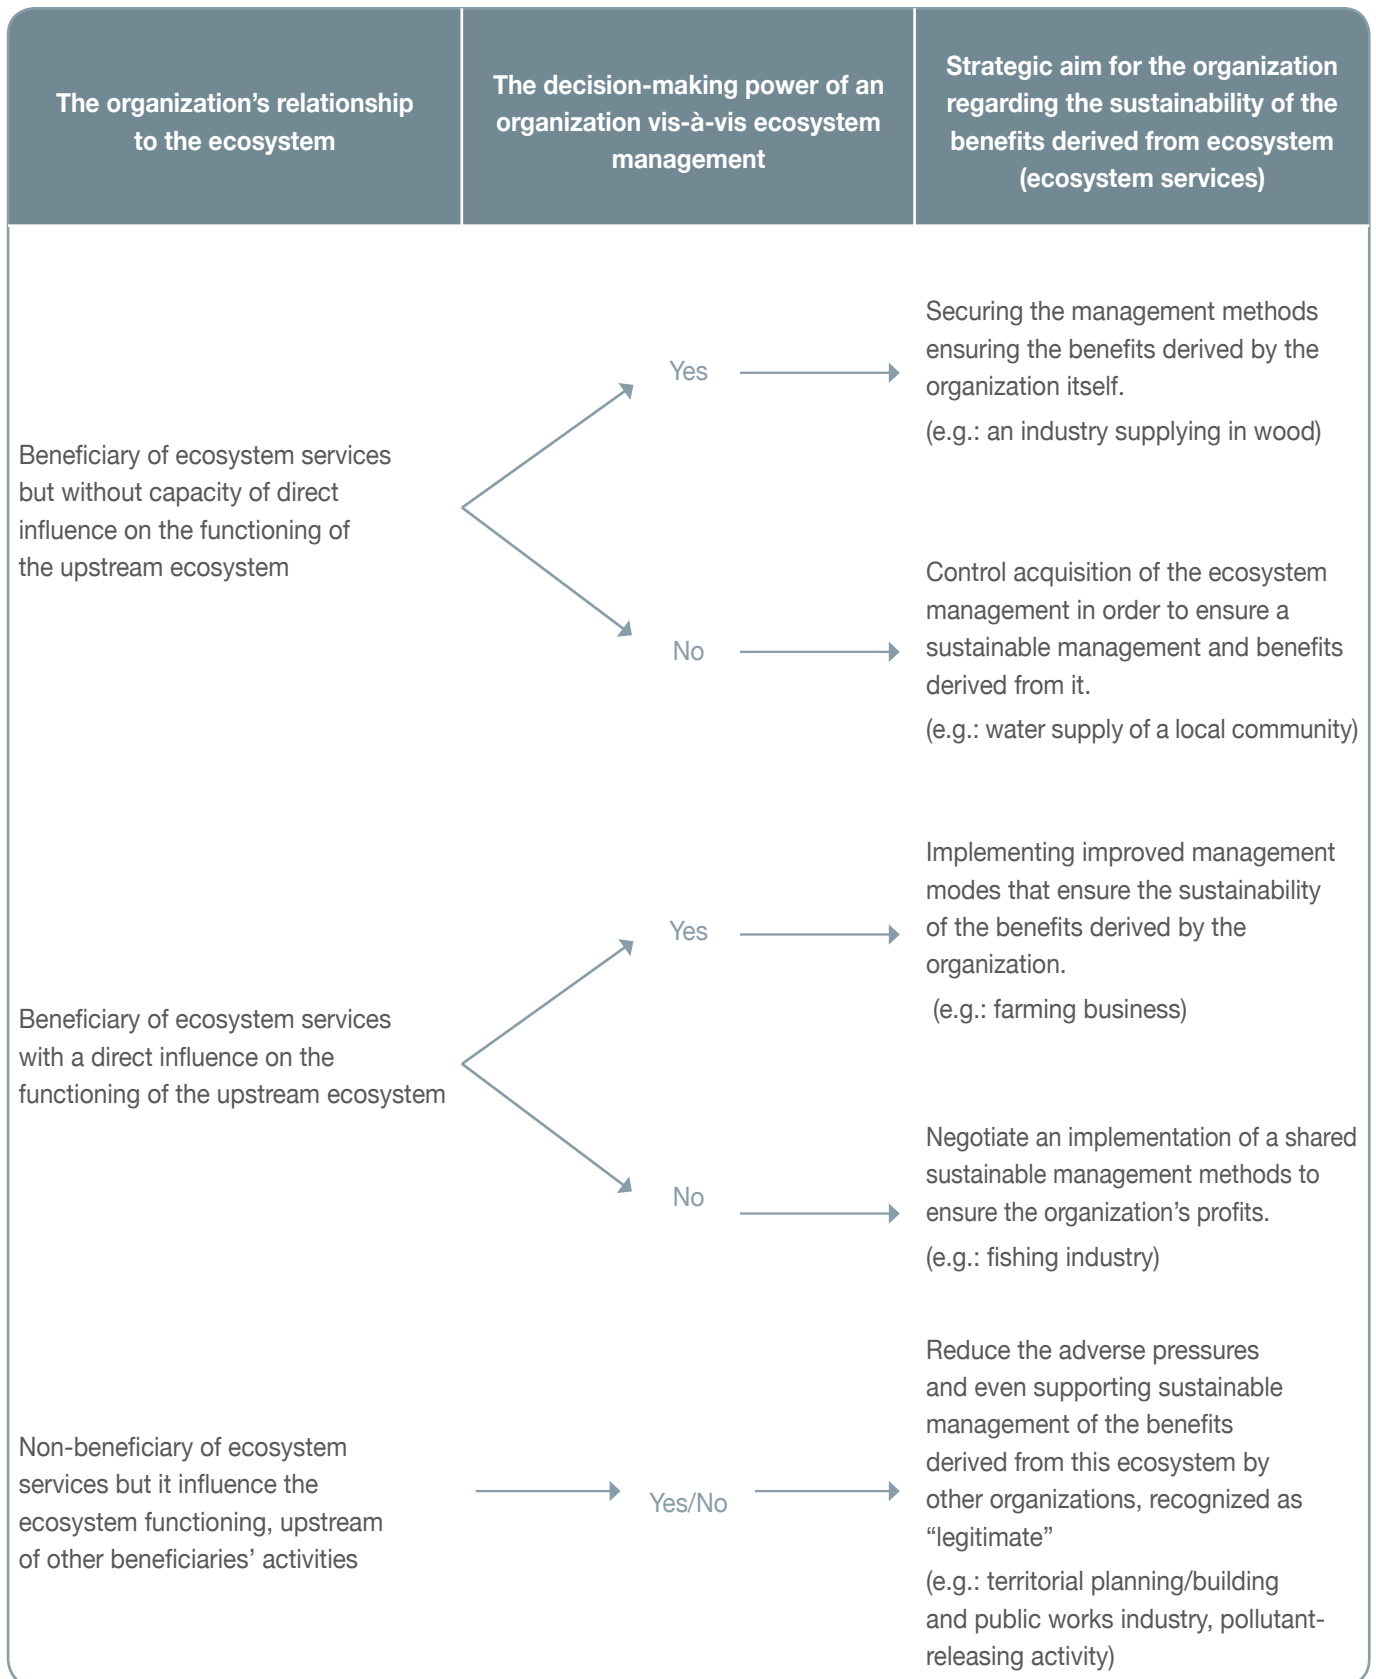 The organization's relationship
to the ecosystem
The decision-making power of an
organization vis-à-vis ecosystem
management
Strategic aim for the organization
regarding the sustainability of the
benefits derived from ecosystem
(ecosystem services)
Beneficiary of ecosystem services
but without capacity of direct
influence on the functioning of
the upstream ecosystem
Yes
Securing the management methods
ensuring the benefits derived by the
organization itself.
(e.g.: an industry supplying in wood)
No
Control acquisition of the ecosystem
management in order to ensure a
sustainable management and benefits
derived from it.
(e.g.: water supply of a local community)
Beneficiary of ecosystem services
with a direct influence on the
functioning of the upstream ecosystem
Yes
Implementing improved management
modes that ensure the sustainability
of the benefits derived by the
organization.
(e.g.: farming business)
No
Negotiate an implementation of a shared
sustainable management methods to
ensure the organization's profits.
(e.g.: fishing industry)
Non-beneficiary of ecosystem
services but it influence the
ecosystem functioning, upstream
of other beneficiaries' activities
Yes/No
Reduce the adverse pressures
and even supporting sustainable
management of the benefits
derived from this ecosystem by
other organizations, recognized as
“legitimate”
(e.g.: territorial planning/building
and public works industry, pollutant-
releasing activity)